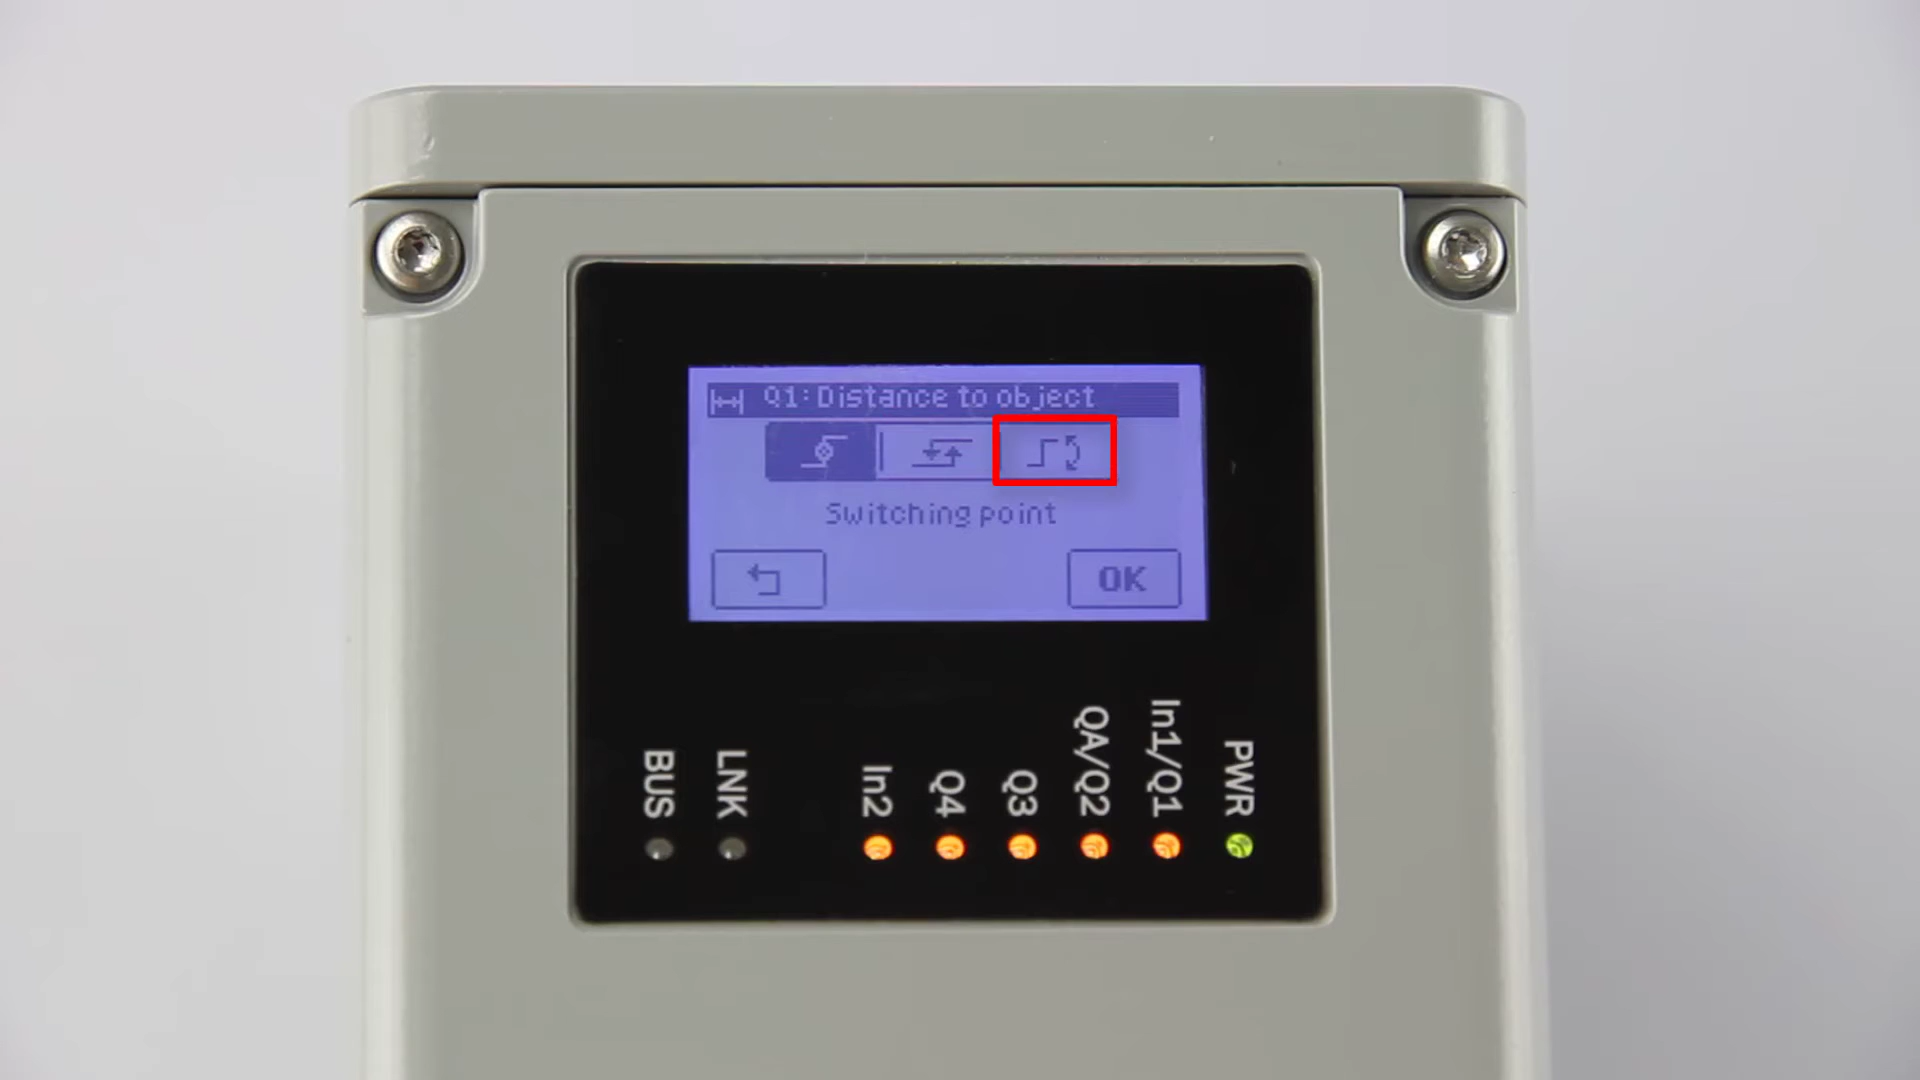 Q1: Distance to object
Switching point
OK
BUS
LNK
In2
Q4
Q3
QA/Q2
In1/Q1
PWR